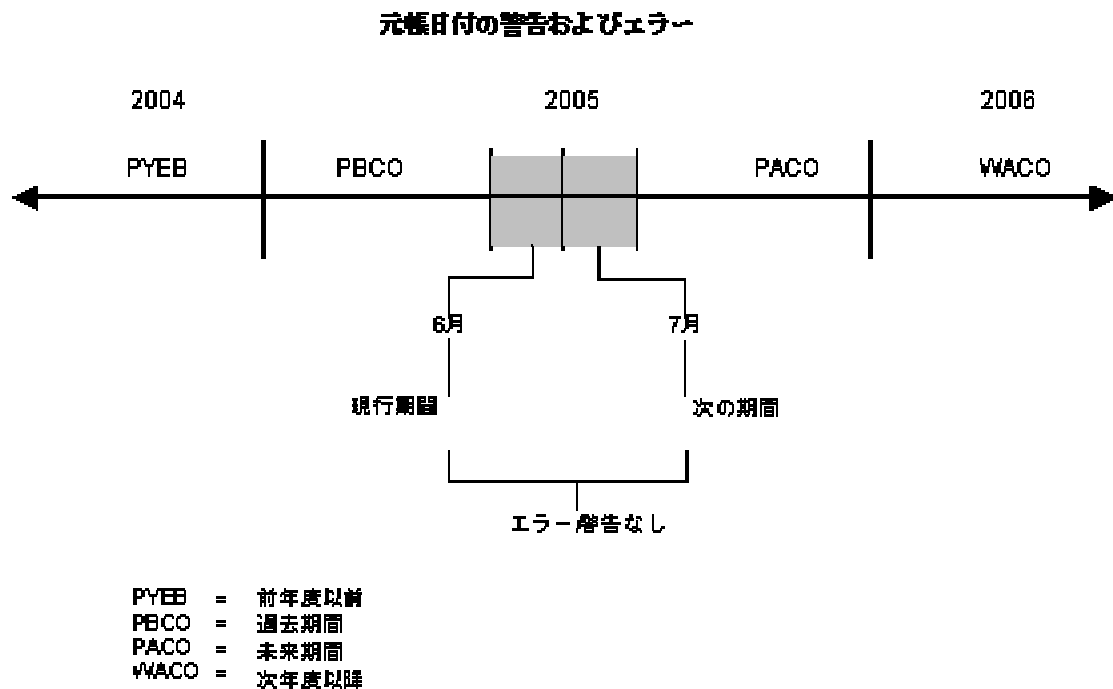 元帳日付の警告およびエラー
2004 2005 2006
PYEB PBCO PACO WACO
6月 7月
現行期間 次の期間
エラー/警告なし
PYEB = 前年度以前
PBCO = 過去期間
PACO = 未来期間
WACO = 次年度以降